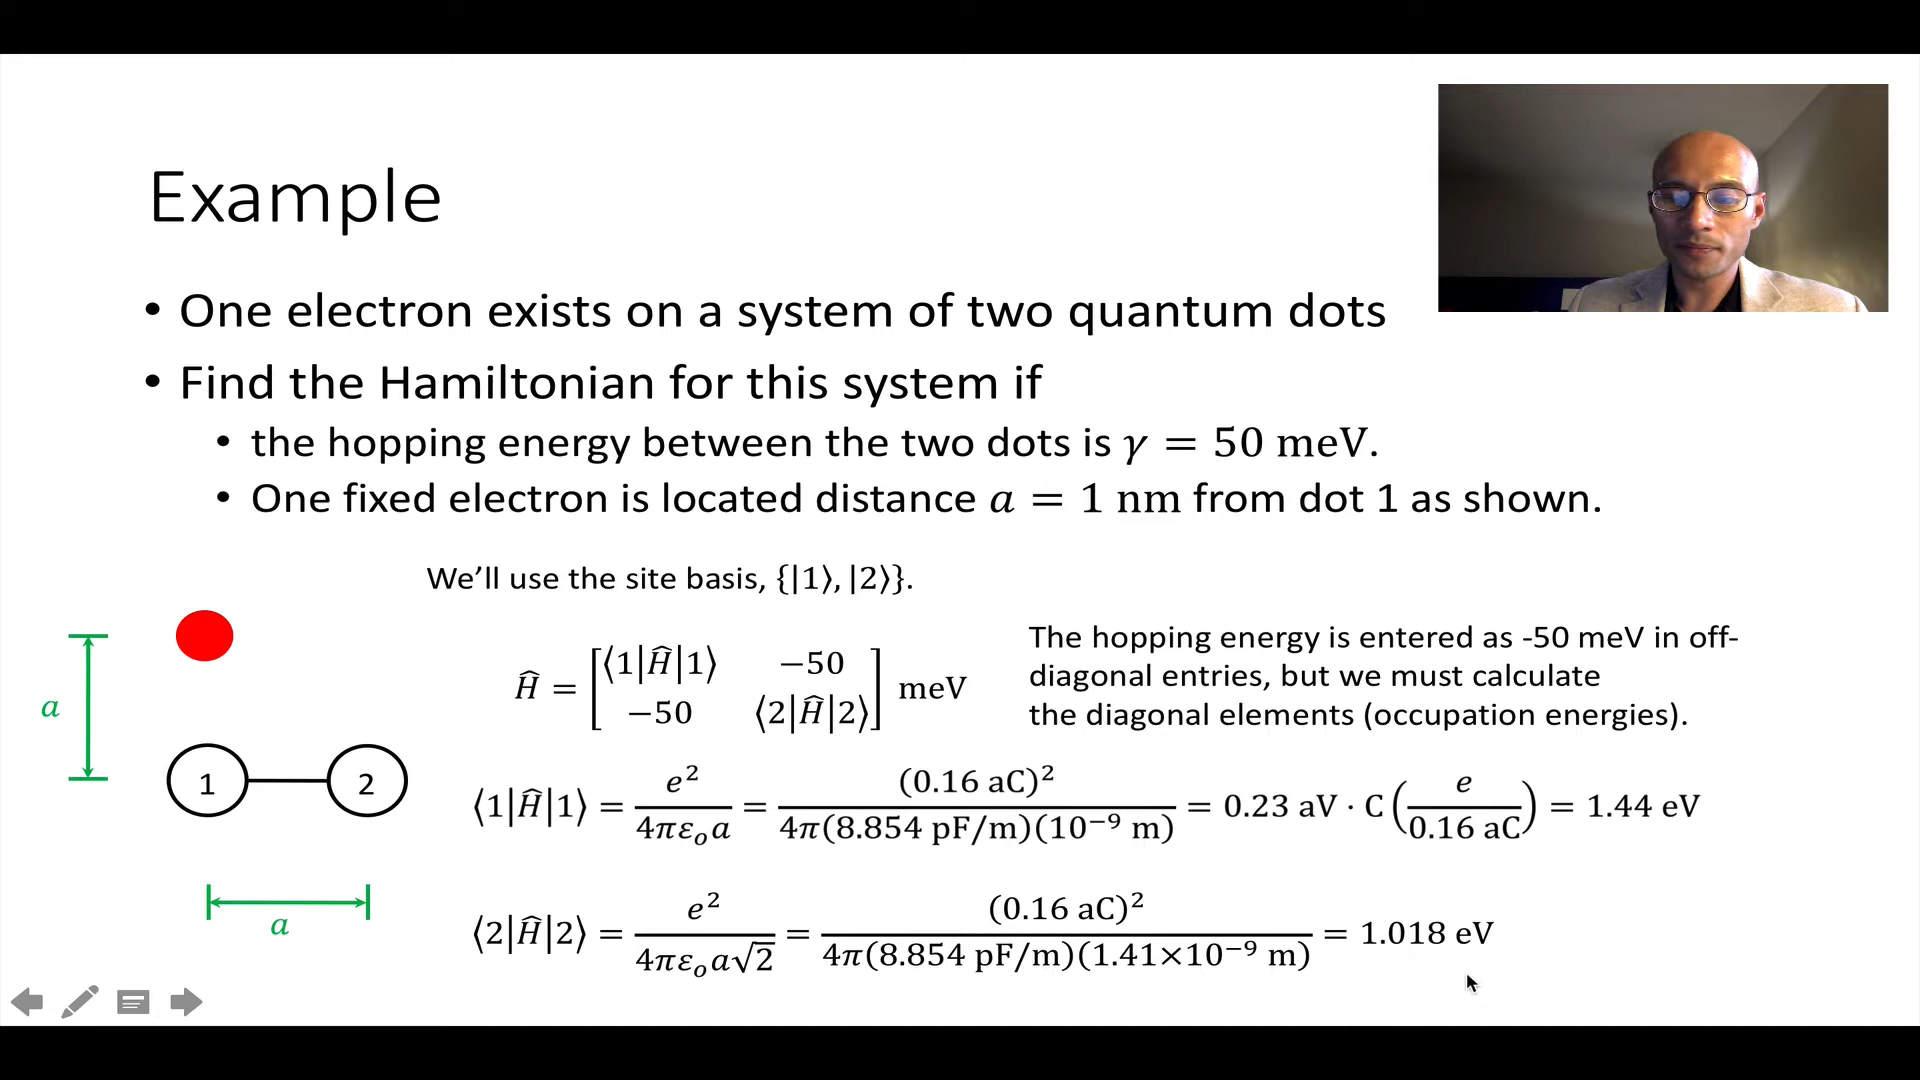 Example
• One electron exists on a system of two quantum dots
• Find the Hamiltonian for this system if
• the hopping energy between the two dots is γ = 50 meV.
• One fixed electron is located distance a = 1 nm from dot 1 as shown.
We'll use the site basis, {|1⟩, |2⟩}.
a
1 2
a
Ĥ = [⟨1|Ĥ|1⟩ −50
−50 ⟨2|Ĥ|2⟩] meV
The hopping energy is entered as -50 meV in off-
diagonal entries, but we must calculate
the diagonal elements (occupation energies).
⟨1|Ĥ|1⟩ = e²/(4πεₒa) = (0.16 aC)²/(4π(8.854 pF/m)(10⁻⁹ m)) = 0.23 aV · C (e/0.16 aC) = 1.44 eV
⟨2|Ĥ|2⟩ = e²/(4πεₒa√2) = (0.16 aC)²/(4π(8.854 pF/m)(1.41×10⁻⁹ m)) = 1.018 eV